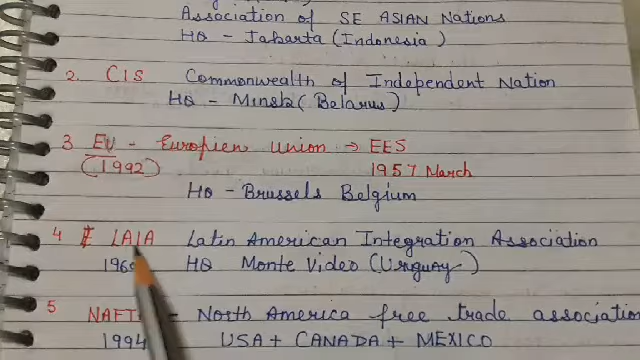 Association of SE ASIAN NAtions
HQ - Jakarta (Indonesia)
2. CIS Commonwealth of Independent Nation
HQ - Minsk (Belarus)
3 EU - Europien union → EES
(1992) 1957 March
HQ - Brussels Belgium
4 LAIA Latin American Integration Association
HQ Monte Video (Uruguay)
5 NAFT - North America free trade association
1994 USA + CANADA + MEXICO